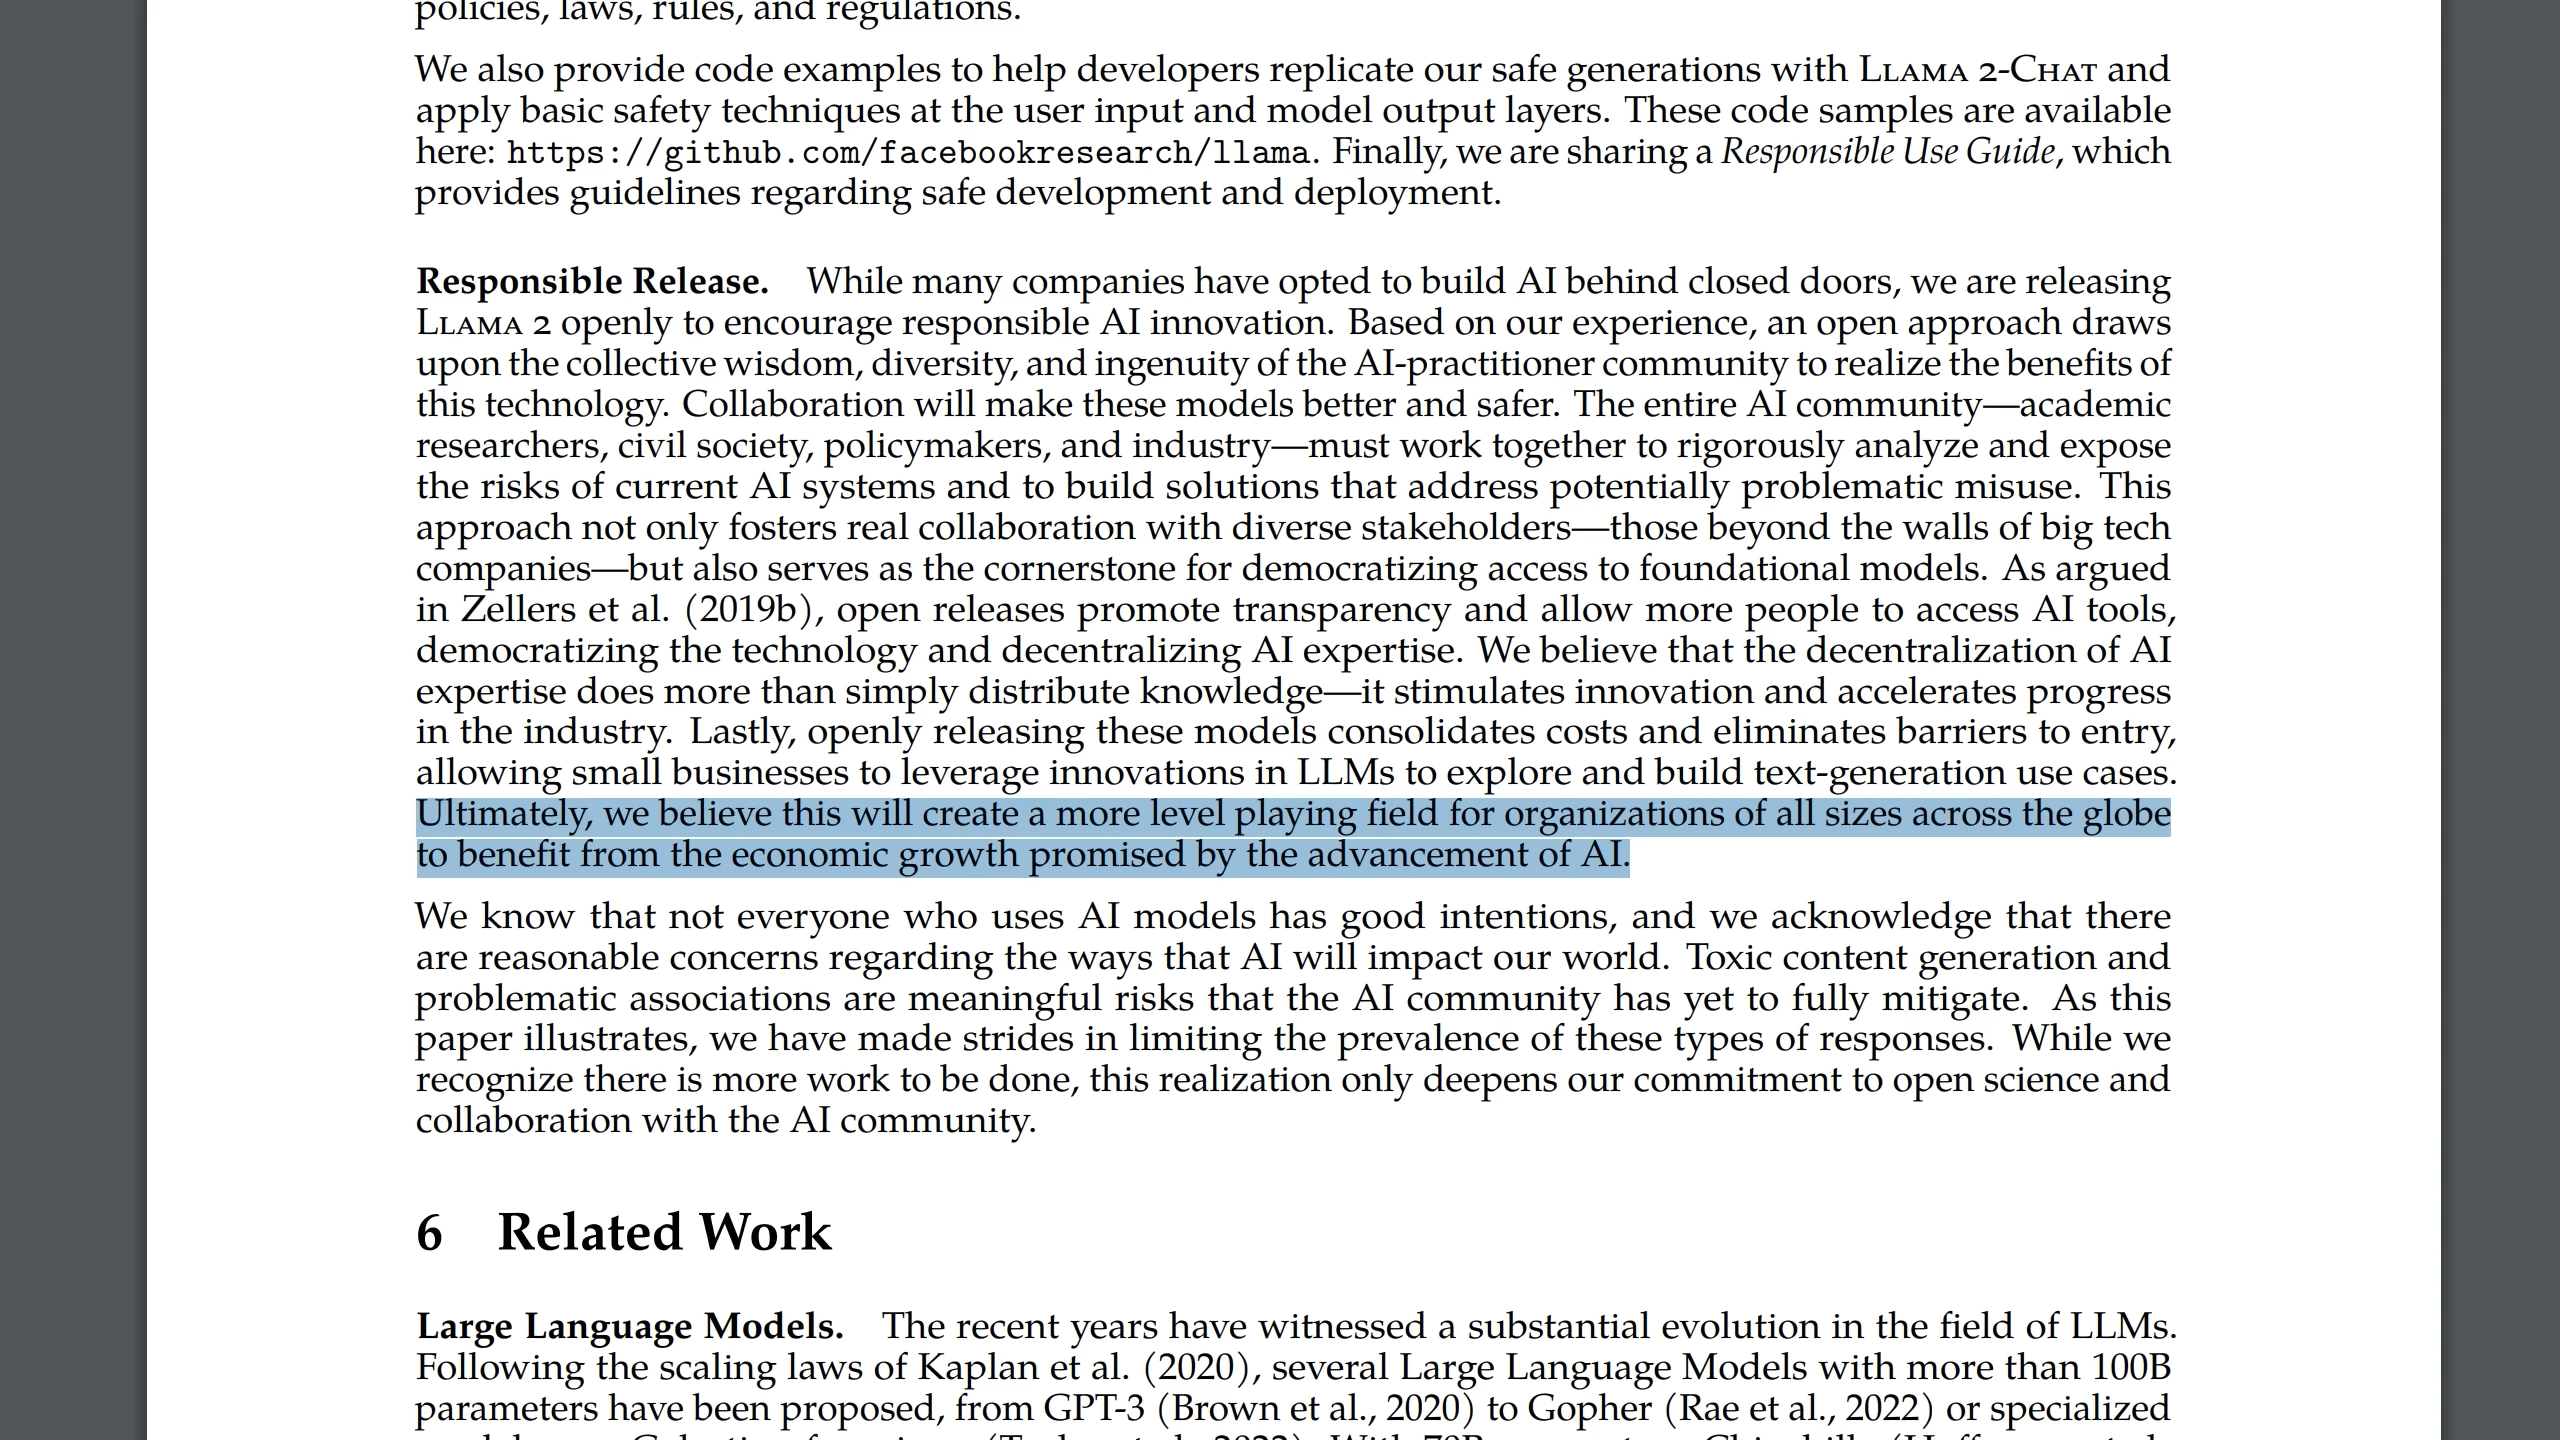 policies, laws, rules, and regulations.
We also provide code examples to help developers replicate our safe generations with LLAMA 2-CHAT and
apply basic safety techniques at the user input and model output layers. These code samples are available
here: https://github.com/facebookresearch/llama. Finally, we are sharing a Responsible Use Guide, which
provides guidelines regarding safe development and deployment.
Responsible Release. While many companies have opted to build AI behind closed doors, we are releasing
LLAMA 2 openly to encourage responsible AI innovation. Based on our experience, an open approach draws
upon the collective wisdom, diversity, and ingenuity of the AI-practitioner community to realize the benefits of
this technology. Collaboration will make these models better and safer. The entire AI community—academic
researchers, civil society, policymakers, and industry—must work together to rigorously analyze and expose
the risks of current AI systems and to build solutions that address potentially problematic misuse. This
approach not only fosters real collaboration with diverse stakeholders—those beyond the walls of big tech
companies—but also serves as the cornerstone for democratizing access to foundational models. As argued
in Zellers et al. (2019b), open releases promote transparency and allow more people to access AI tools,
democratizing the technology and decentralizing AI expertise. We believe that the decentralization of AI
expertise does more than simply distribute knowledge—it stimulates innovation and accelerates progress
in the industry. Lastly, openly releasing these models consolidates costs and eliminates barriers to entry,
allowing small businesses to leverage innovations in LLMs to explore and build text-generation use cases.
Ultimately, we believe this will create a more level playing field for organizations of all sizes across the globe
to benefit from the economic growth promised by the advancement of AI.
We know that not everyone who uses AI models has good intentions, and we acknowledge that there
are reasonable concerns regarding the ways that AI will impact our world. Toxic content generation and
problematic associations are meaningful risks that the AI community has yet to fully mitigate. As this
paper illustrates, we have made strides in limiting the prevalence of these types of responses. While we
recognize there is more work to be done, this realization only deepens our commitment to open science and
collaboration with the AI community.
6 Related Work
Large Language Models. The recent years have witnessed a substantial evolution in the field of LLMs.
Following the scaling laws of Kaplan et al. (2020), several Large Language Models with more than 100B
parameters have been proposed, from GPT-3 (Brown et al., 2020) to Gopher (Rae et al., 2022) or specialized